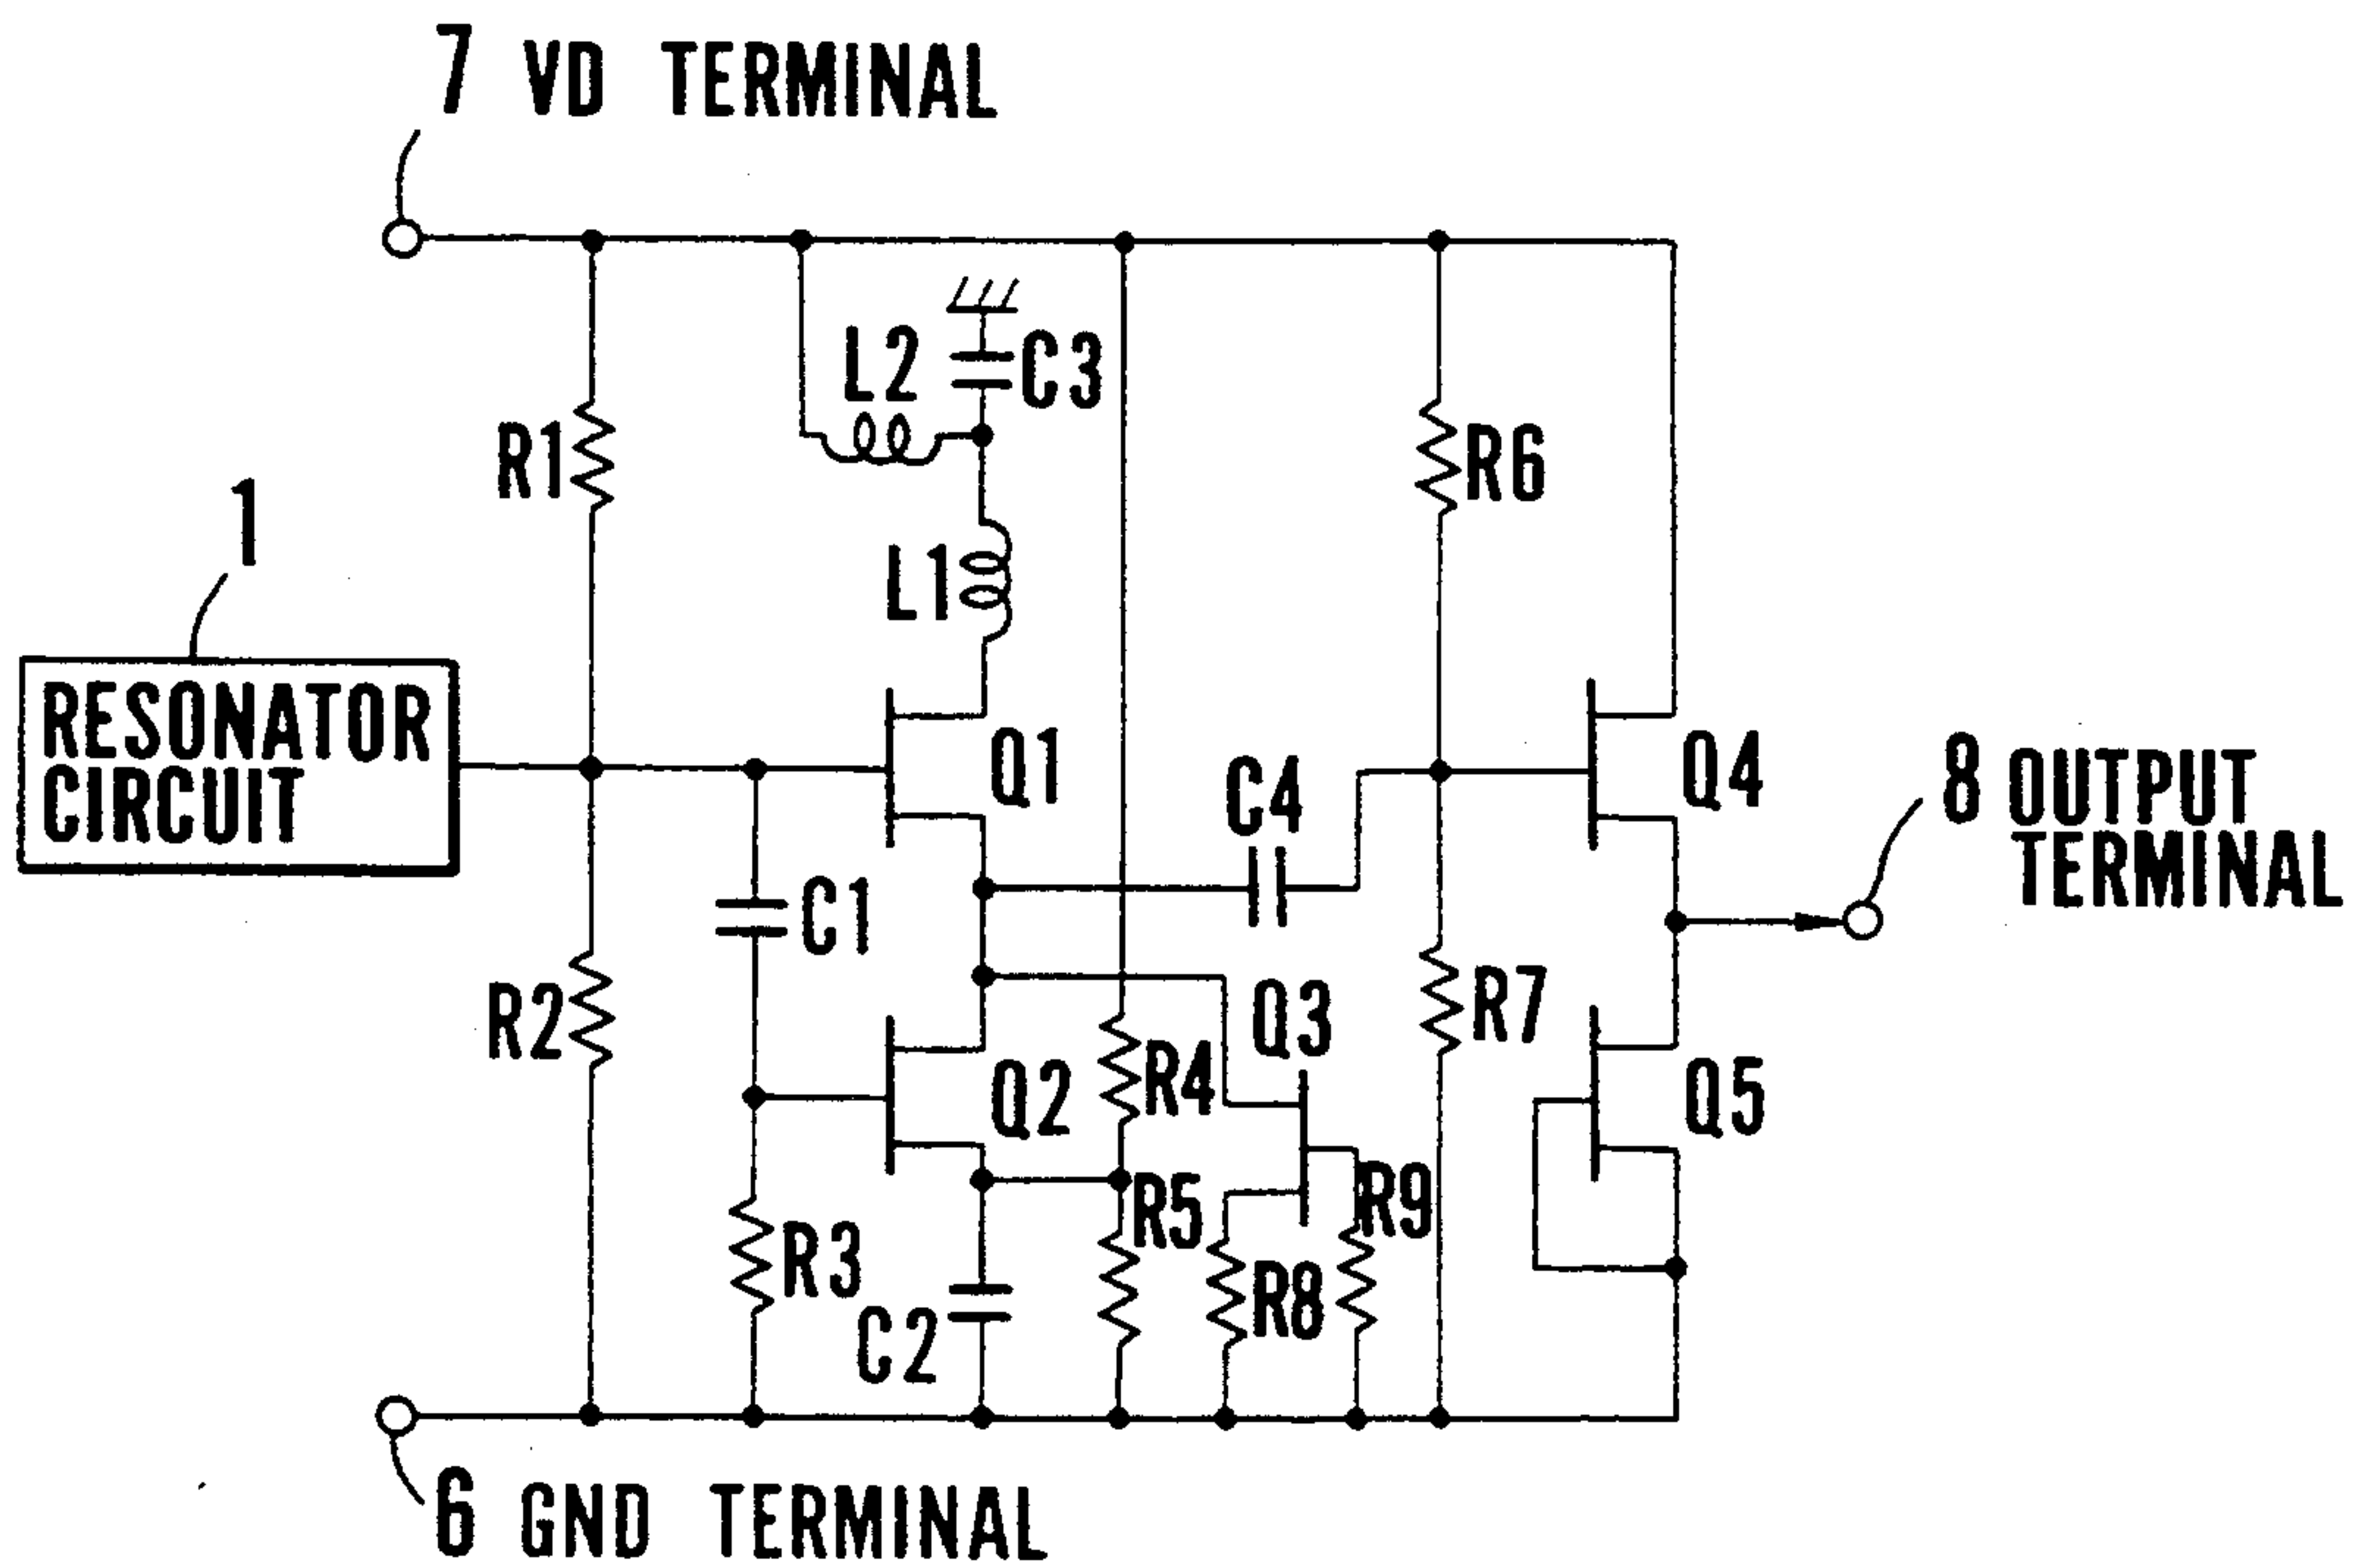 7 VD TERMINAL
L2
C3
R1
R6
1
L1
RESONATOR
CIRCUIT
Q1
Q4
8 OUTPUT
TERMINAL
C4
C1
R2
Q3
R7
Q2
R4
Q5
R5
R9
R3
R8
C2
6 GND TERMINAL